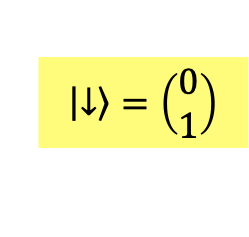 |↓⟩ = (0
1)